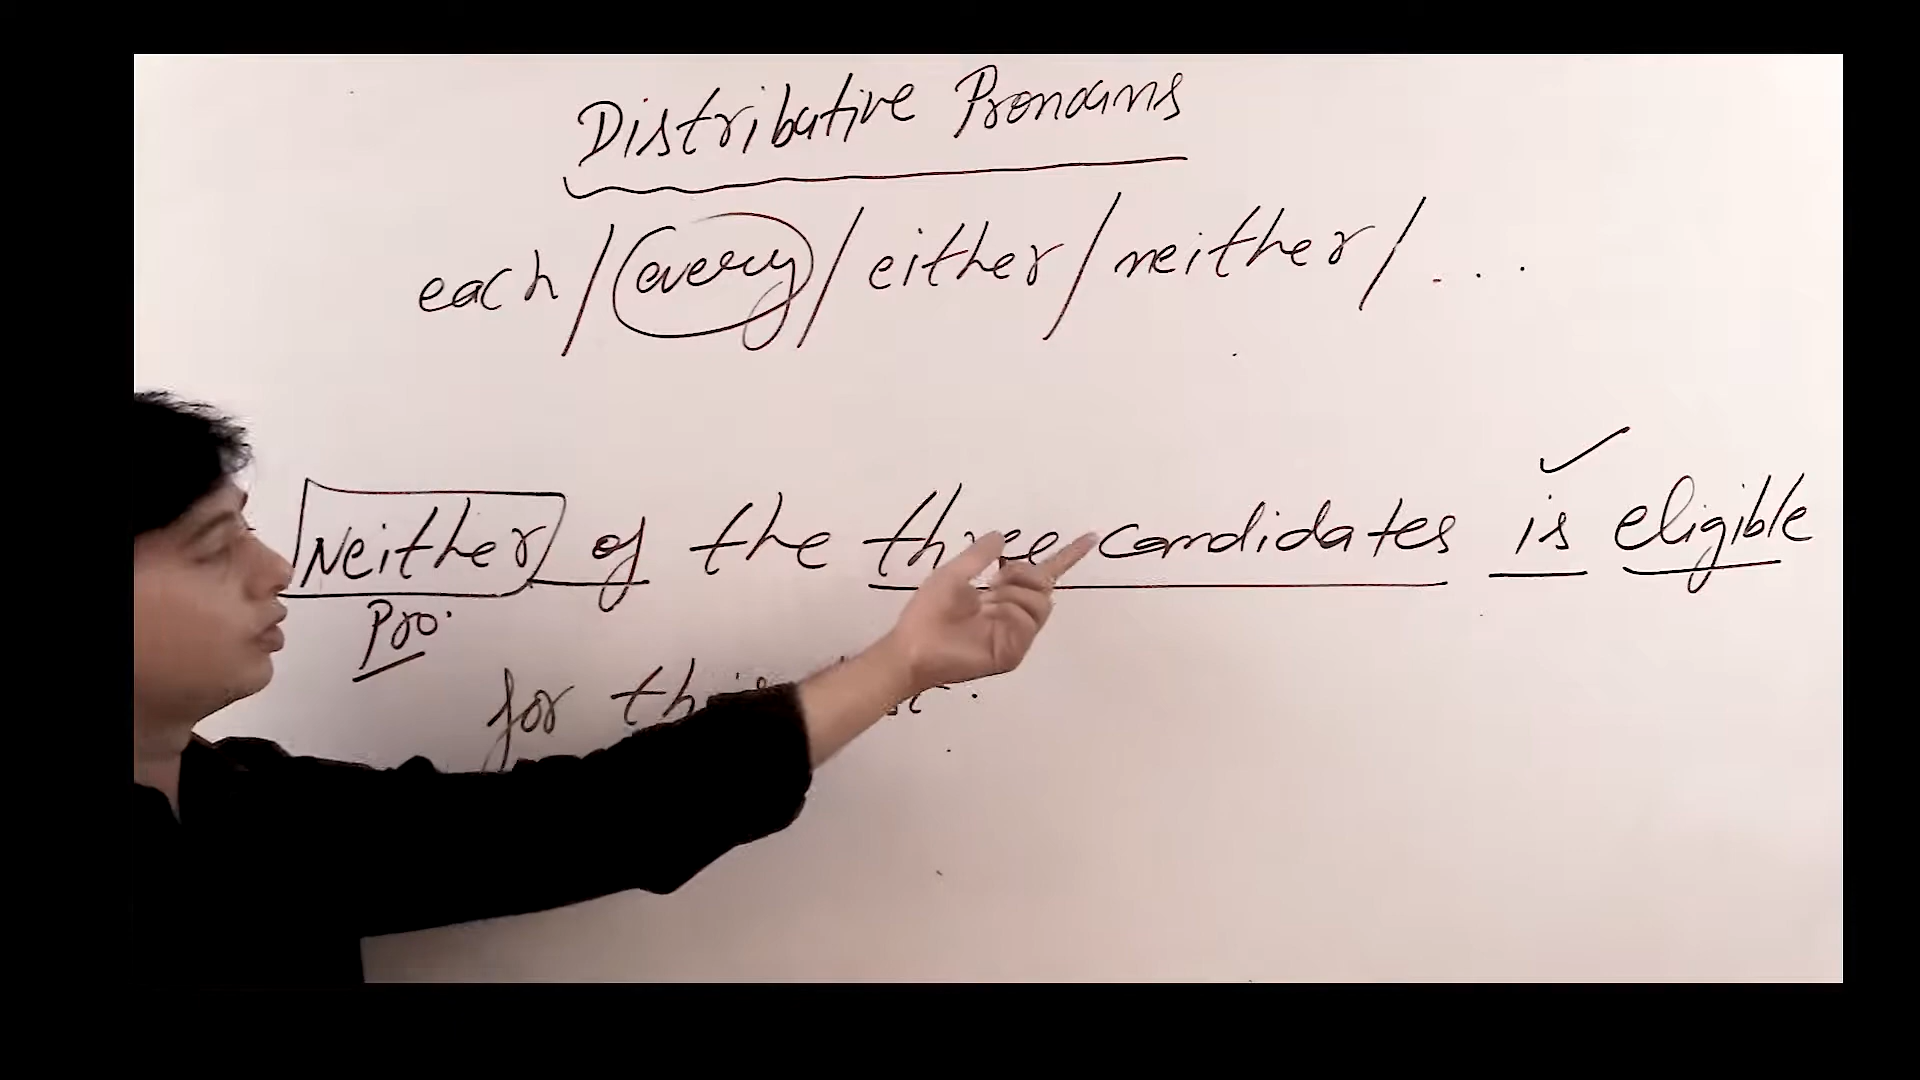 Distributive Pronouns
each / every / either / neither / ...
Neither of the three candidates is eligible
Pro.
for